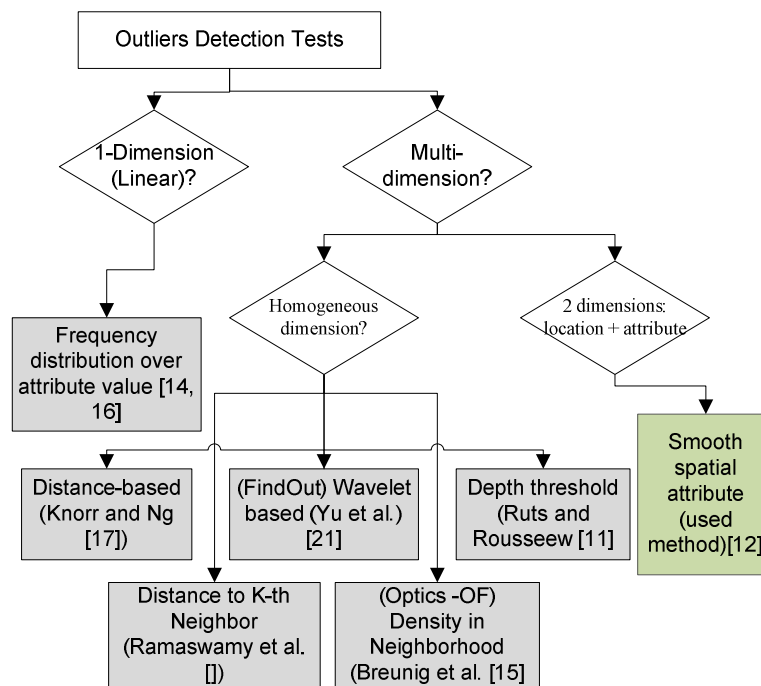 Outliers Detection Tests
1-Dimension
(Linear)?
Multi-
dimension?
Homogeneous
dimension?
2 dimensions:
location + attribute
Frequency
distribution over
attribute value [14,
16]
Smooth
spatial
attribute
(used
method)[12]
Distance-based
(Knorr and Ng
[17])
(FindOut) Wavelet
based (Yu et al.)
[21]
Depth threshold
(Ruts and
Rousseew [11]
Distance to K-th
Neighbor
(Ramaswamy et al.
[])
(Optics -OF)
Density in
Neighborhood
(Breunig et al. [15]